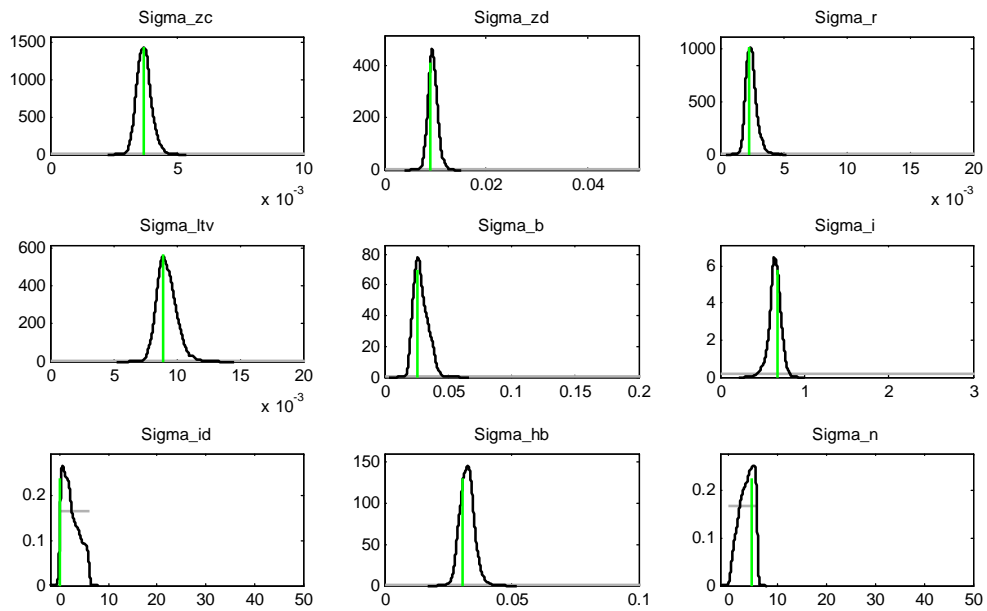 Sigma_zc Sigma_zd Sigma_r
1500
1000
500
0
0 5 10
x 10^-3
400
200
0
0 0.02 0.04
1000
500
0
0 5 10 15 20
x 10^-3
Sigma_ltv Sigma_b Sigma_i
600
400
200
0
0 5 10 15 20
x 10^-3
80
60
40
20
0
0 0.05 0.1 0.15 0.2
6
4
2
0
0 1 2 3
Sigma_id Sigma_hb Sigma_n
0.2
0.1
0
0 10 20 30 40 50
150
100
50
0
0 0.05 0.1
0.2
0.1
0
0 10 20 30 40 50